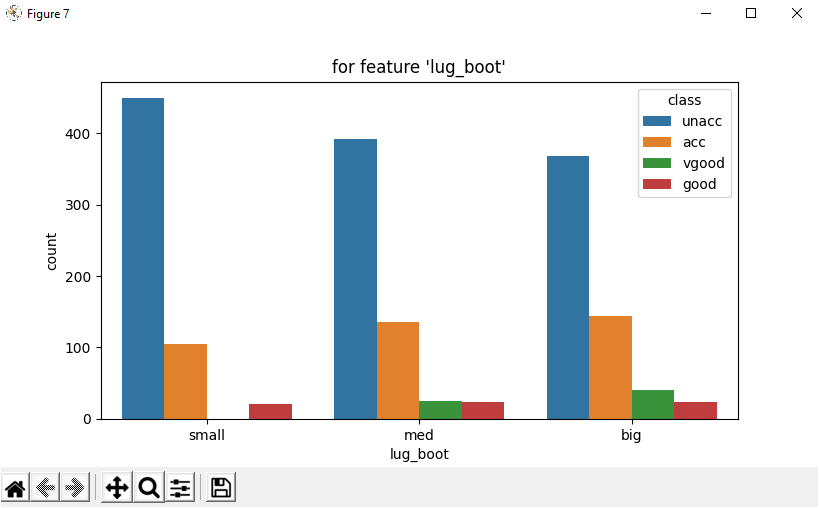 Figure 7
for feature 'lug_boot'
class
unacc
acc
vgood
good
count
400
300
200
100
0
small med big
lug_boot